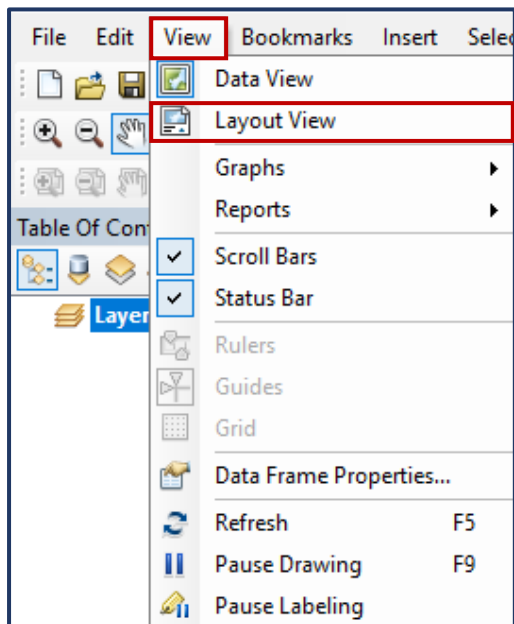 File Edit View Bookmarks Insert
Data View
Layout View
Graphs
Reports
Table Of
Scroll Bars
Status Bar
Layer
Rulers
Guides
Grid
Data Frame Properties...
Refresh F5
Pause Drawing F9
Pause Labeling